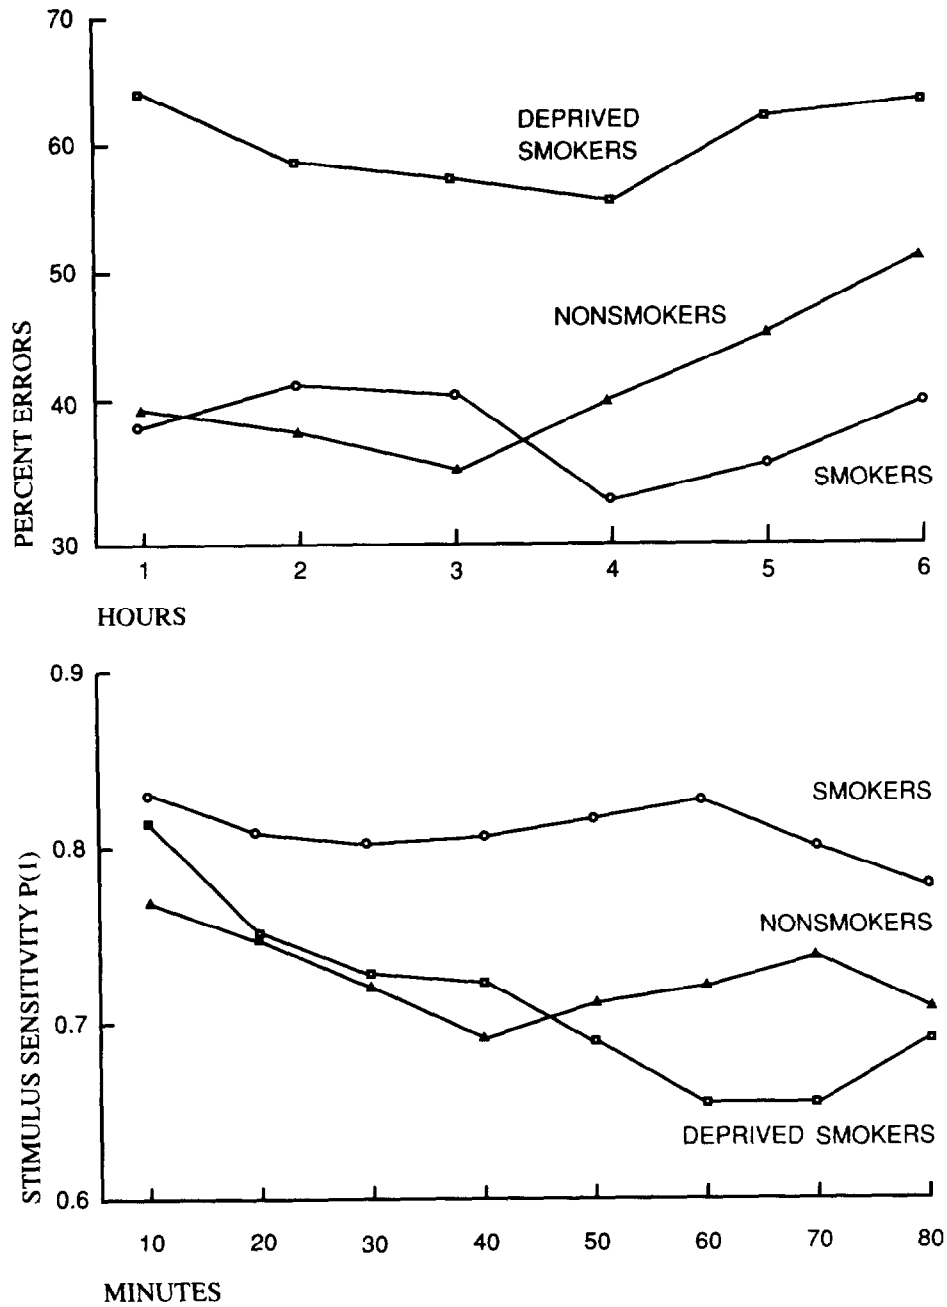 70
60
50
40
30
PERCENT ERRORS
DEPRIVED
SMOKERS
NONSMOKERS
SMOKERS
1 2 3 4 5 6
HOURS
0.9
0.8
0.7
0.6
STIMULUS SENSITIVITY P(1)
SMOKERS
NONSMOKERS
DEPRIVED SMOKERS
10 20 30 40 50 60 70 80
MINUTES